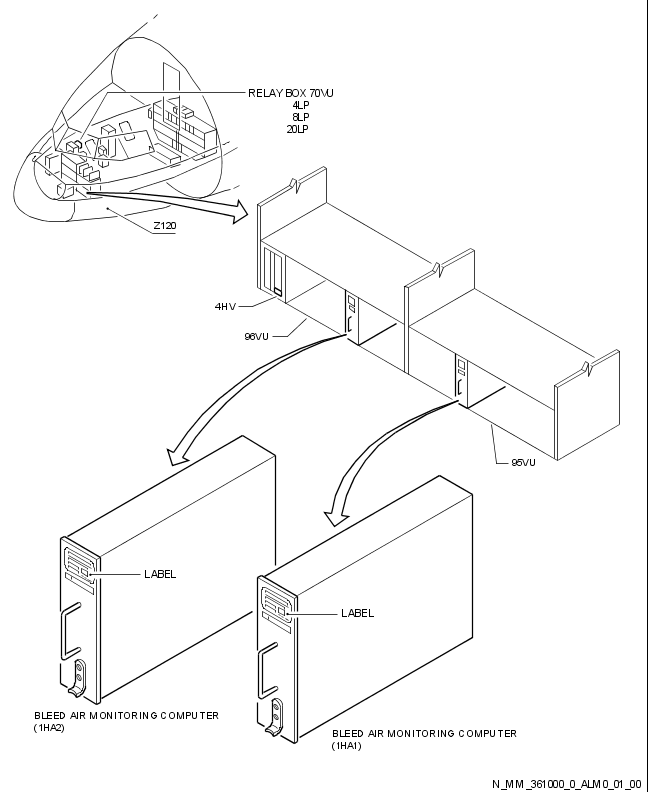 RELAY BOX 70VU
4LP
8LP
20LP
Z120
4HV
96VU
95VU
LABEL
LABEL
BLEED AIR MONITORING COMPUTER
(1HA2)
BLEED AIR MONITORING COMPUTER
(1HA1)
N_MM_361000_0_ALM0_01_00